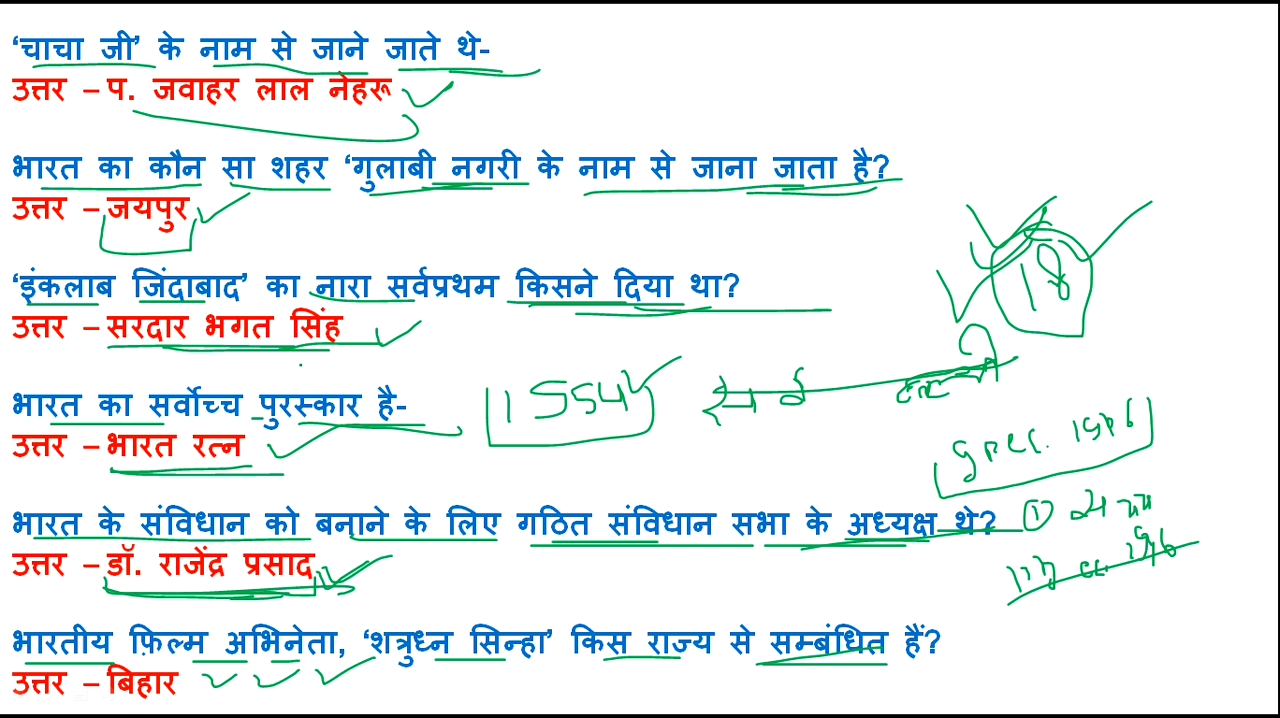 ‘चाचा जी’ के नाम से जाने जाते थे-
उत्तर – प. जवाहर लाल नेहरू
भारत का कौन सा शहर ‘गुलाबी नगरी के नाम से जाना जाता है?
उत्तर – जयपुर
18
‘इंकलाब जिंदाबाद’ का नारा सर्वप्रथम किसने दिया था?
उत्तर – सरदार भगत सिंह
भारत का सर्वोच्च पुरस्कार है-
उत्तर – भारत रत्न
भारत के संविधान को बनाने के लिए गठित संविधान सभा के अध्यक्ष थे?
उत्तर – डॉ. राजेंद्र प्रसाद
भारतीय फ़िल्म अभिनेता, ‘शत्रुध्न सिन्हा’ किस राज्य से सम्बंधित हैं?
उत्तर – बिहार